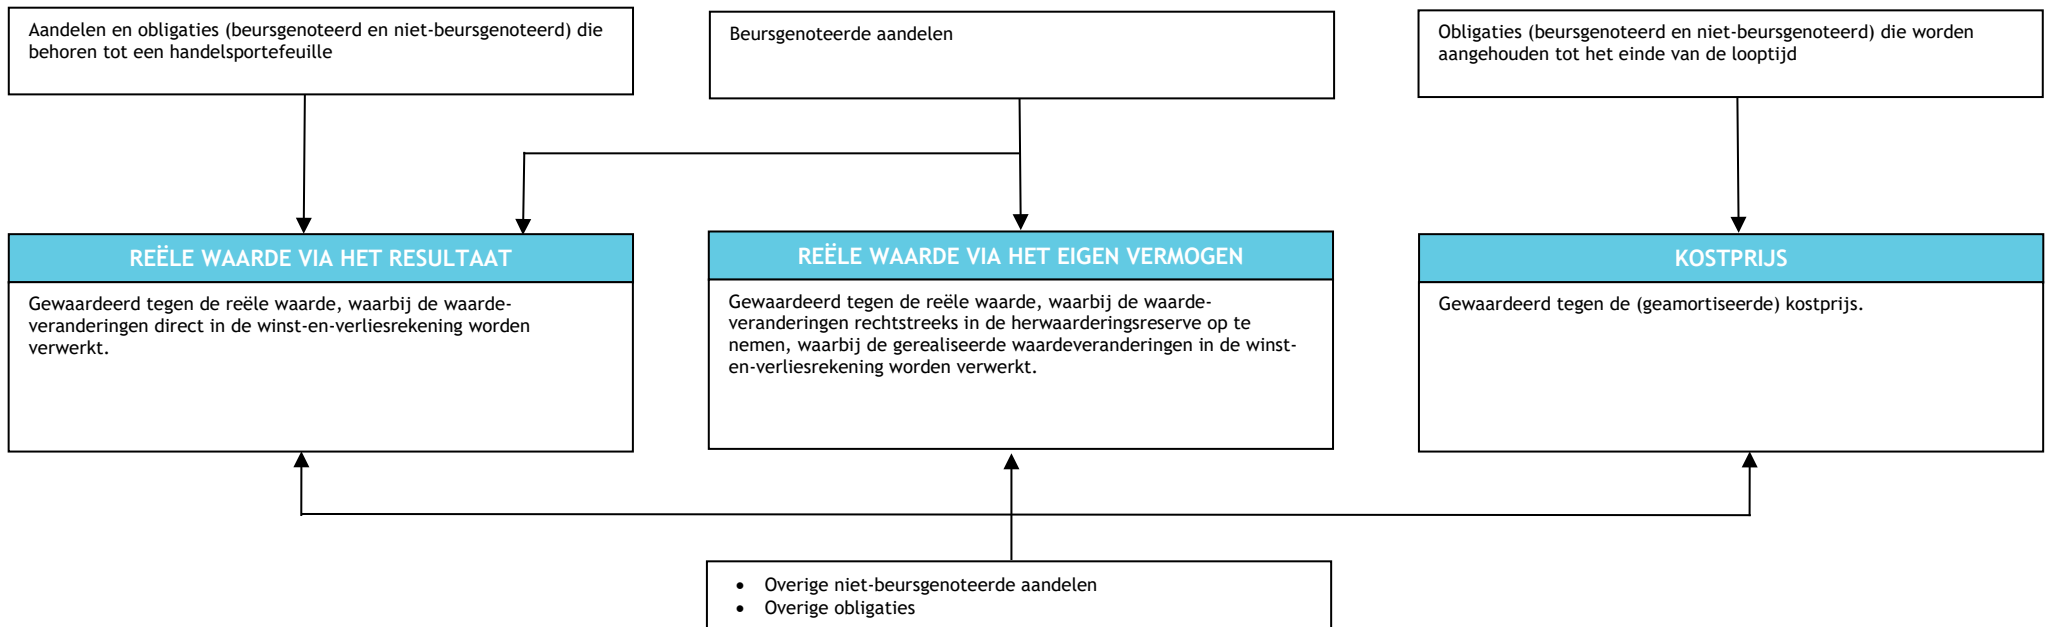 Aandelen en obligaties (beursgenoteerd en niet-beursgenoteerd) die
behoren tot een handelsportefeuille
Beursgenoteerde aandelen
Obligaties (beursgenoteerd en niet-beursgenoteerd) die worden
aangehouden tot het einde van de looptijd
REËLE WAARDE VIA HET RESULTAAT
Gewaardeerd tegen de reële waarde, waarbij de waarde-
veranderingen direct in de winst-en-verliesrekening worden
verwerkt.
REËLE WAARDE VIA HET EIGEN VERMOGEN
Gewaardeerd tegen de reële waarde, waarbij de waarde-
veranderingen rechtstreeks in de herwaarderingsreserve op te
nemen, waarbij de gerealiseerde waardeveranderingen in de winst-
en-verliesrekening worden verwerkt.
KOSTPRIJS
Gewaardeerd tegen de (geamortiseerde) kostprijs.
• Overige niet-beursgenoteerde aandelen
• Overige obligaties